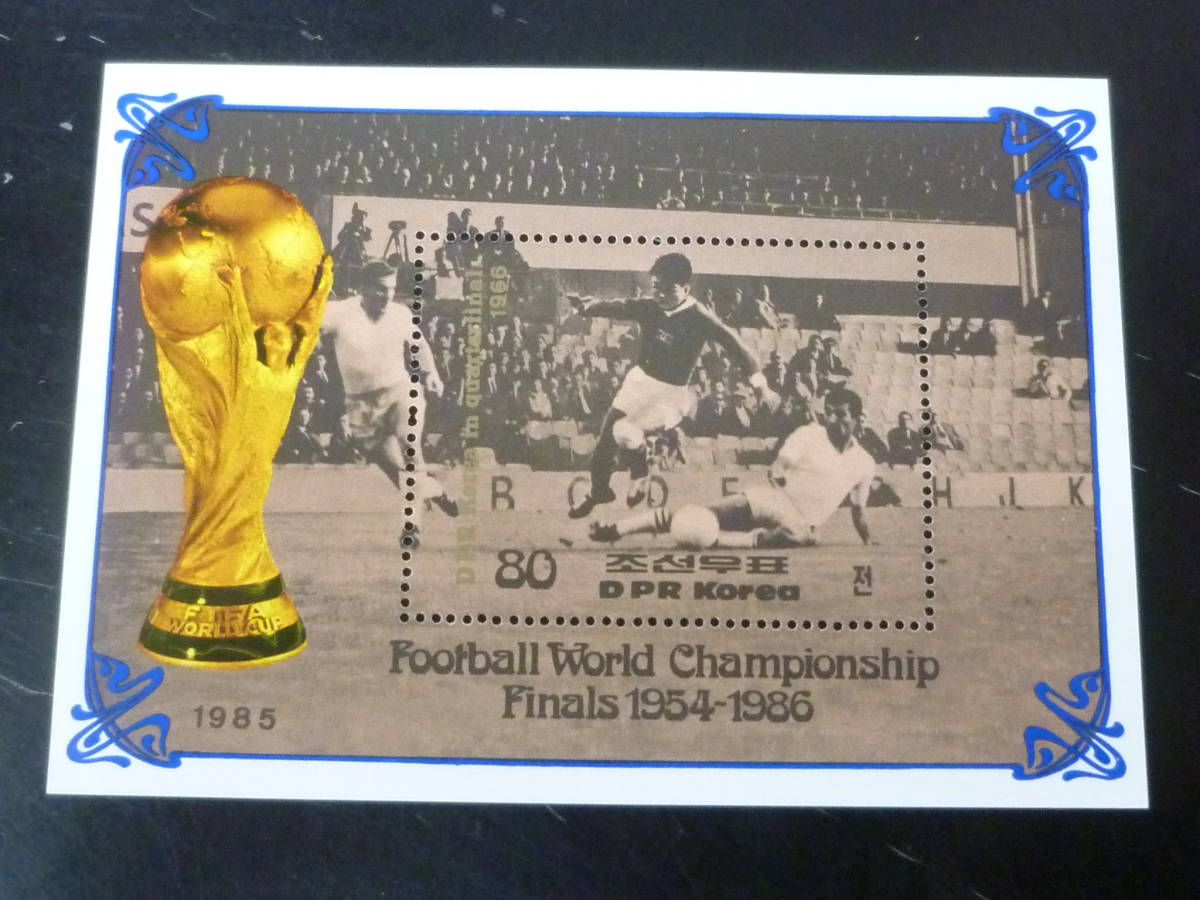 S
DPR Korea in quarterfinals
1966
B C D E H J K
80 조선우표 전
DPR Korea
FIFA
WORLD CUP
Football World Championship
Finals 1954-1986
1985